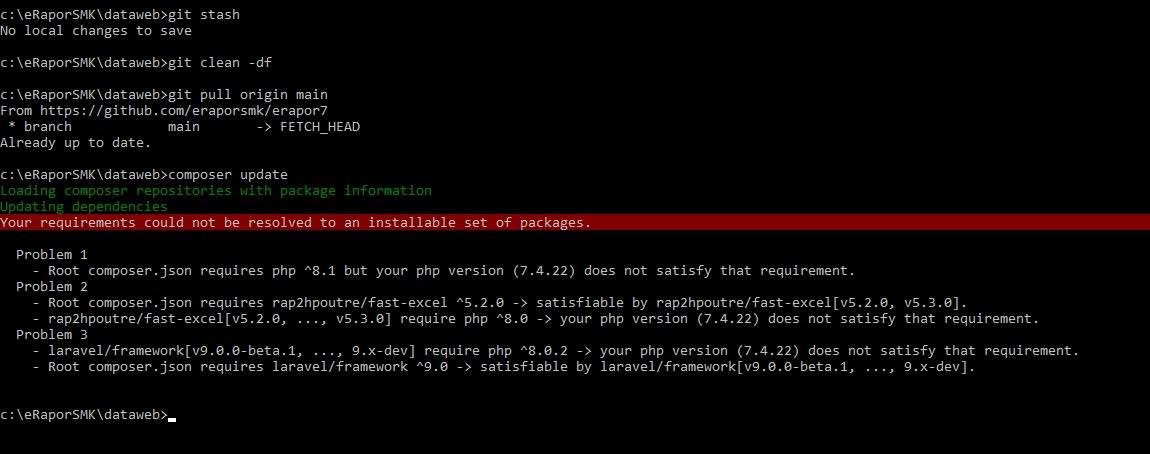 c:\eRaporSMK\dataweb>git stash
No local changes to save
c:\eRaporSMK\dataweb>git clean -df
c:\eRaporSMK\dataweb>git pull origin main
From https://github.com/eraporsmk/erapor7
 * branch            main       -> FETCH_HEAD
Already up to date.
c:\eRaporSMK\dataweb>composer update
Loading composer repositories with package information
Updating dependencies
Your requirements could not be resolved to an installable set of packages.
  Problem 1
    - Root composer.json requires php ^8.1 but your php version (7.4.22) does not satisfy that requirement.
  Problem 2
    - Root composer.json requires rap2hpoutre/fast-excel ^5.2.0 -> satisfiable by rap2hpoutre/fast-excel[v5.2.0, v5.3.0].
    - rap2hpoutre/fast-excel[v5.2.0, ..., v5.3.0] require php ^8.0 -> your php version (7.4.22) does not satisfy that requirement.
  Problem 3
    - laravel/framework[v9.0.0-beta.1, ..., 9.x-dev] require php ^8.0.2 -> your php version (7.4.22) does not satisfy that requirement.
    - Root composer.json requires laravel/framework ^9.0 -> satisfiable by laravel/framework[v9.0.0-beta.1, ..., 9.x-dev].
c:\eRaporSMK\dataweb>